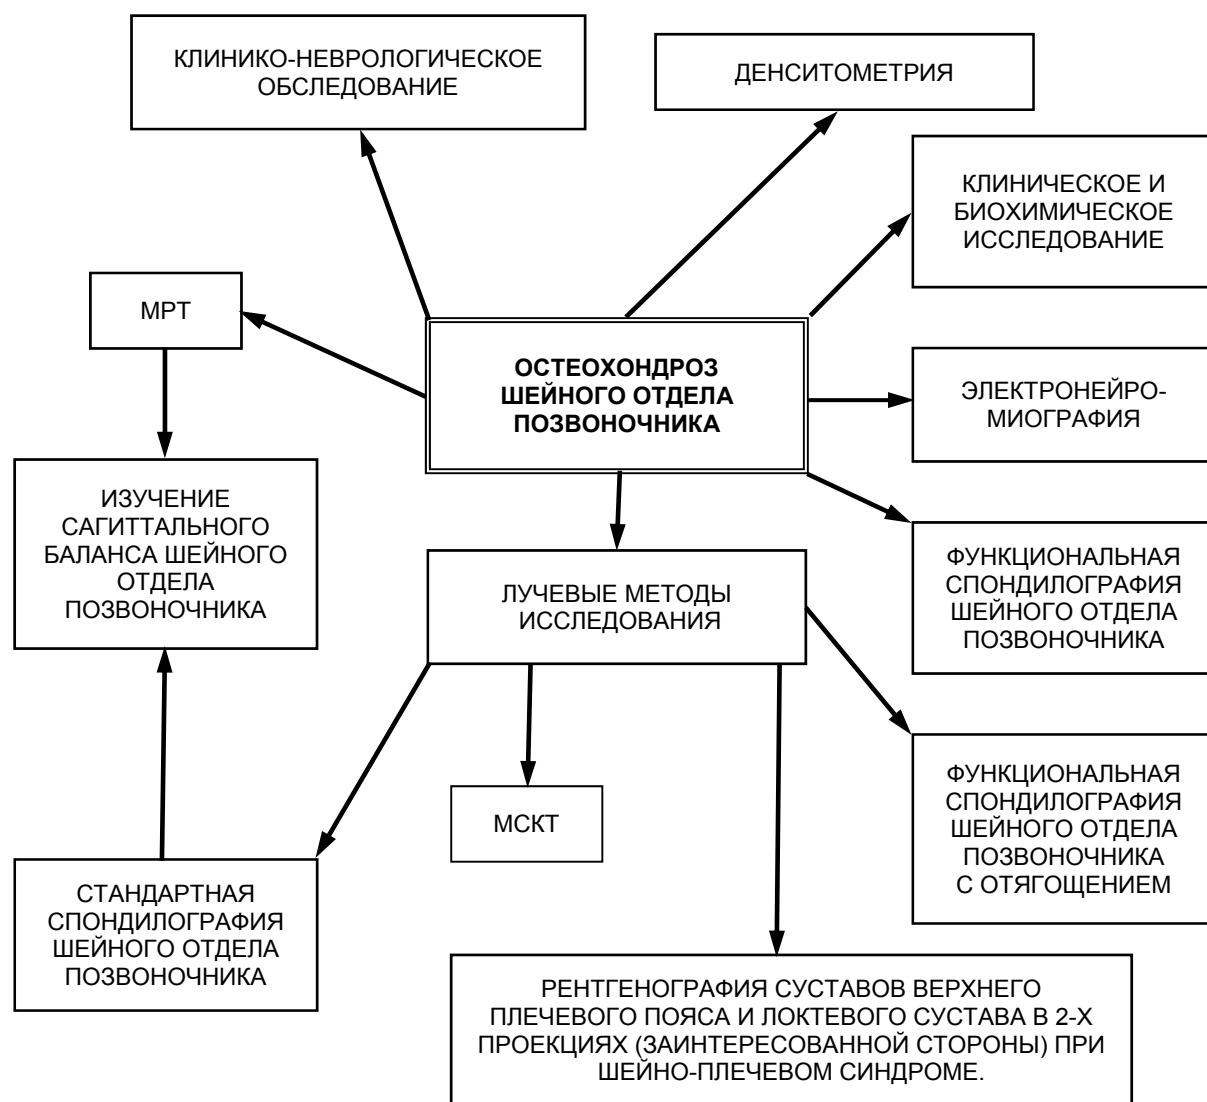 КЛИНИКО-НЕВРОЛОГИЧЕСКОЕ
ОБСЛЕДОВАНИЕ
ДЕНСИТОМЕТРИЯ
КЛИНИЧЕСКОЕ И
БИОХИМИЧЕСКОЕ
ИССЛЕДОВАНИЕ
МРТ
ОСТЕОХОНДРОЗ
ШЕЙНОГО ОТДЕЛА
ПОЗВОНОЧНИКА
ЭЛЕКТРОНЕЙРО-
МИОГРАФИЯ
ИЗУЧЕНИЕ
САГИТТАЛЬНОГО
БАЛАНСА ШЕЙНОГО
ОТДЕЛА
ПОЗВОНОЧНИКА
ЛУЧЕВЫЕ МЕТОДЫ
ИССЛЕДОВАНИЯ
ФУНКЦИОНАЛЬНАЯ
СПОНДИЛОГРАФИЯ
ШЕЙНОГО ОТДЕЛА
ПОЗВОНОЧНИКА
ФУНКЦИОНАЛЬНАЯ
СПОНДИЛОГРАФИЯ
ШЕЙНОГО ОТДЕЛА
ПОЗВОНОЧНИКА
С ОТЯГОЩЕНИЕМ
МСКТ
СТАНДАРТНАЯ
СПОНДИЛОГРАФИЯ
ШЕЙНОГО ОТДЕЛА
ПОЗВОНОЧНИКА
РЕНТГЕНОГРАФИЯ СУСТАВОВ ВЕРХНЕГО
ПЛЕЧЕВОГО ПОЯСА И ЛОКТЕВОГО СУСТАВА В 2-Х
ПРОЕКЦИЯХ (ЗАИНТЕРЕСОВАННОЙ СТОРОНЫ) ПРИ
ШЕЙНО-ПЛЕЧЕВОМ СИНДРОМЕ.